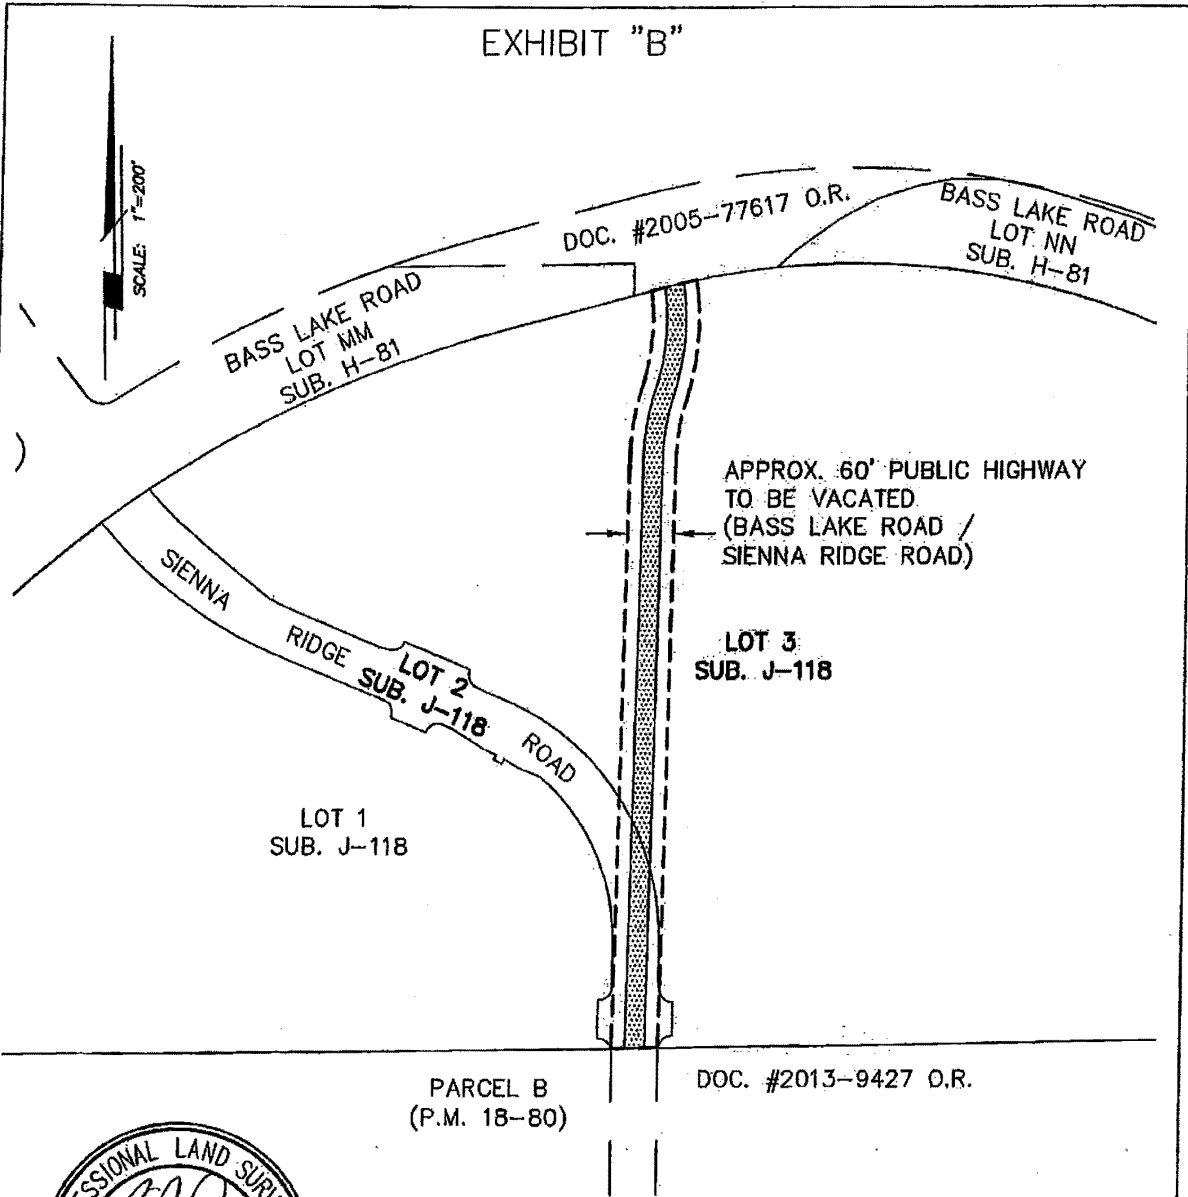 EXHIBIT "B"
SCALE: 1"=200'
DOC. #2005-77617 O.R.
BASS LAKE ROAD
LOT NN
SUB. H-81
BASS LAKE ROAD
LOT MM
SUB. H-81
APPROX. 60' PUBLIC HIGHWAY
TO BE VACATED
(BASS LAKE ROAD /
SIENNA RIDGE ROAD)
SIENNA RIDGE ROAD
LOT 2
SUB. J-118
LOT 3
SUB. J-118
LOT 1
SUB. J-118
PARCEL B
(P.M. 18-80)
DOC. #2013-9427 O.R.
LAND